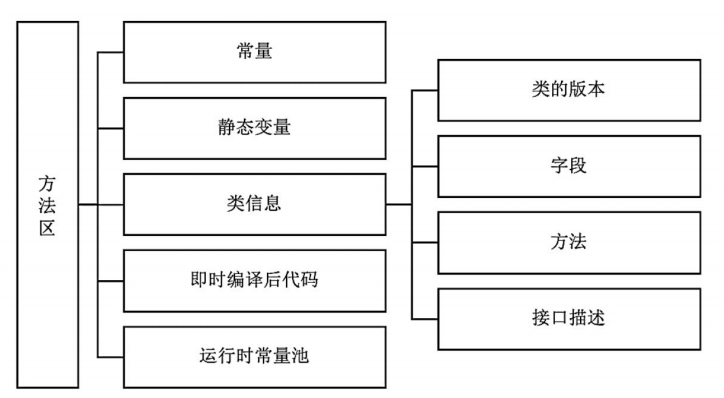 方法区
常量
静态变量
类信息
即时编译后代码
运行时常量池
类的版本
字段
方法
接口描述